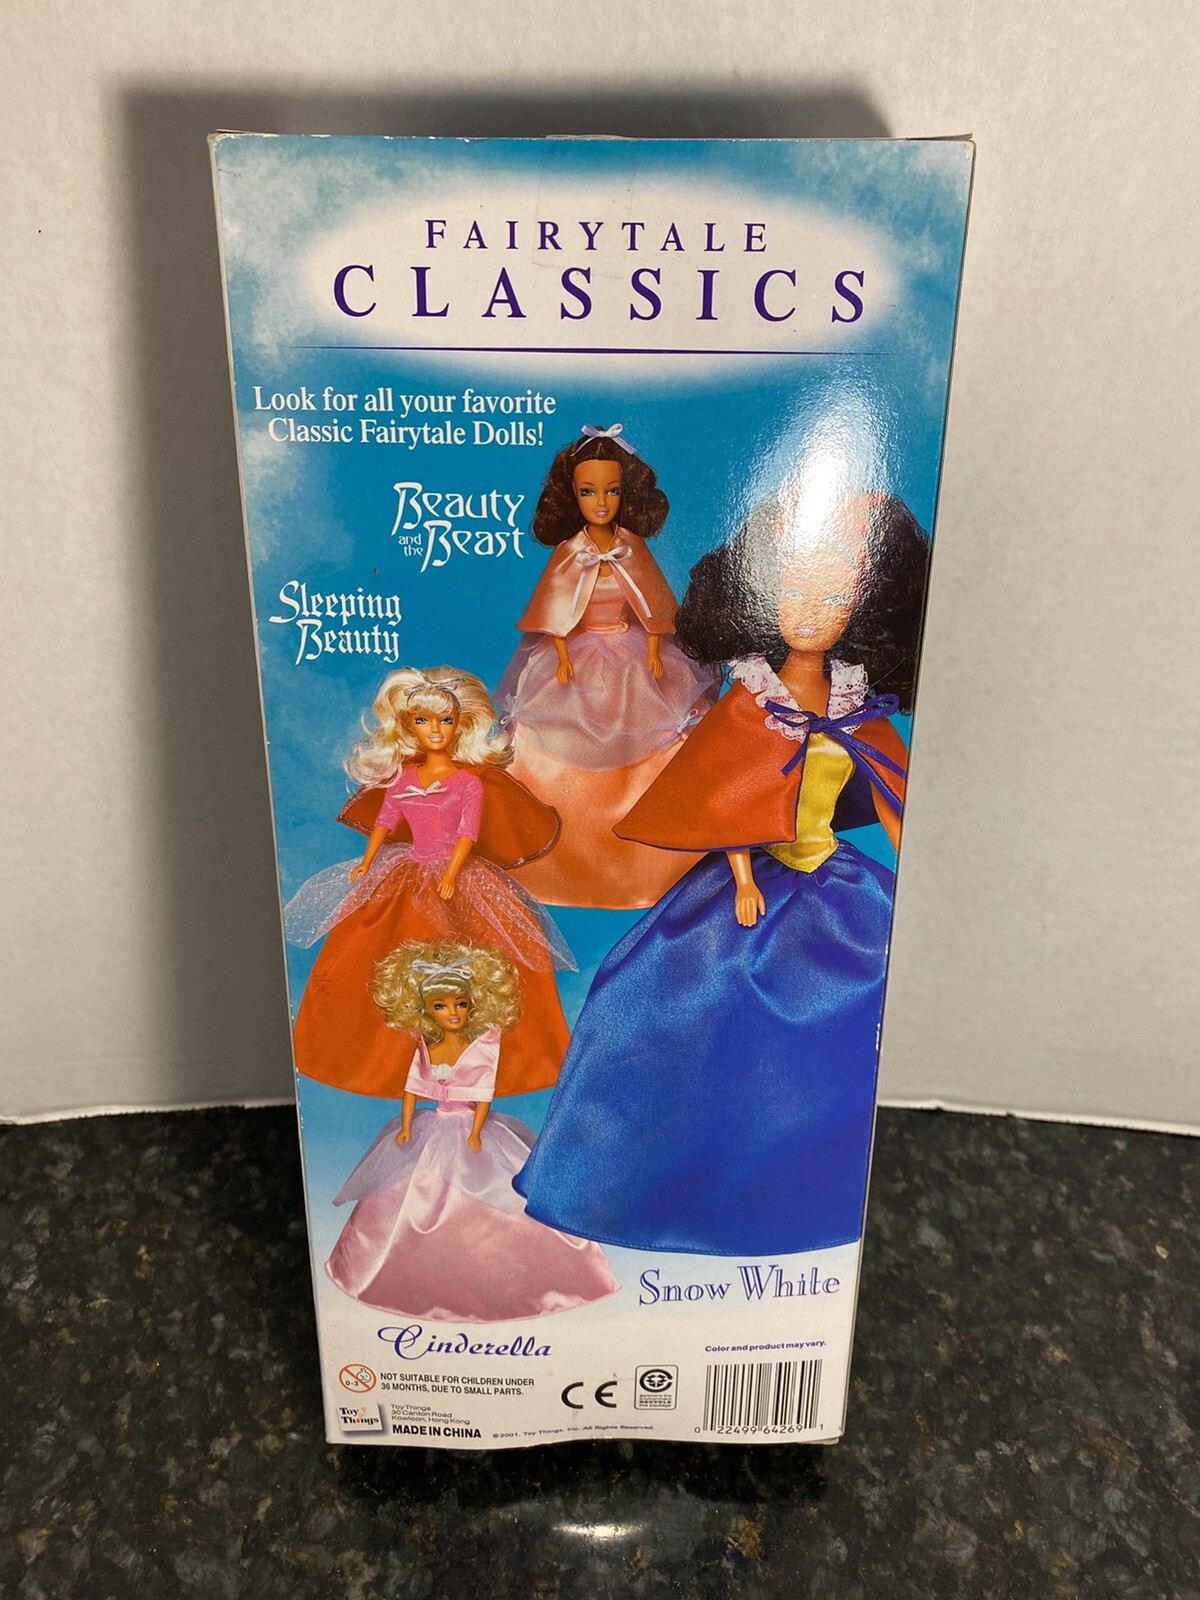 FAIRYTALE
CLASSICS
Look for all your favorite
Classic Fairytale Dolls!
Beauty
and the Beast
Sleeping
Beauty
Snow White
Cinderella
Color and product may vary.
0-3
NOT SUITABLE FOR CHILDREN UNDER
36 MONTHS, DUE TO SMALL PARTS.
CE
RECYCLE
Toy
Things
Toy Things
30 Canton Road
Kowloon, Hong Kong
MADE IN CHINA
©2001, Toy Things, Inc. All Rights Reserved.
0 22499 64269 1